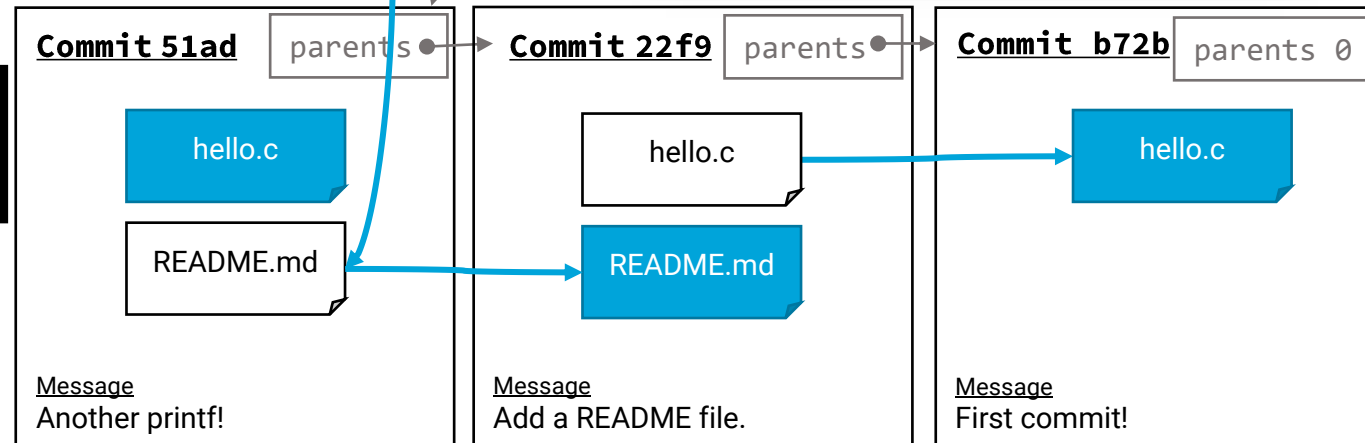 Commit 51ad
parents
hello.c
README.md
Message
Another printf!
Commit 22f9
parents
hello.c
README.md
Message
Add a README file.
Commit b72b
parents 0
hello.c
Message
First commit!